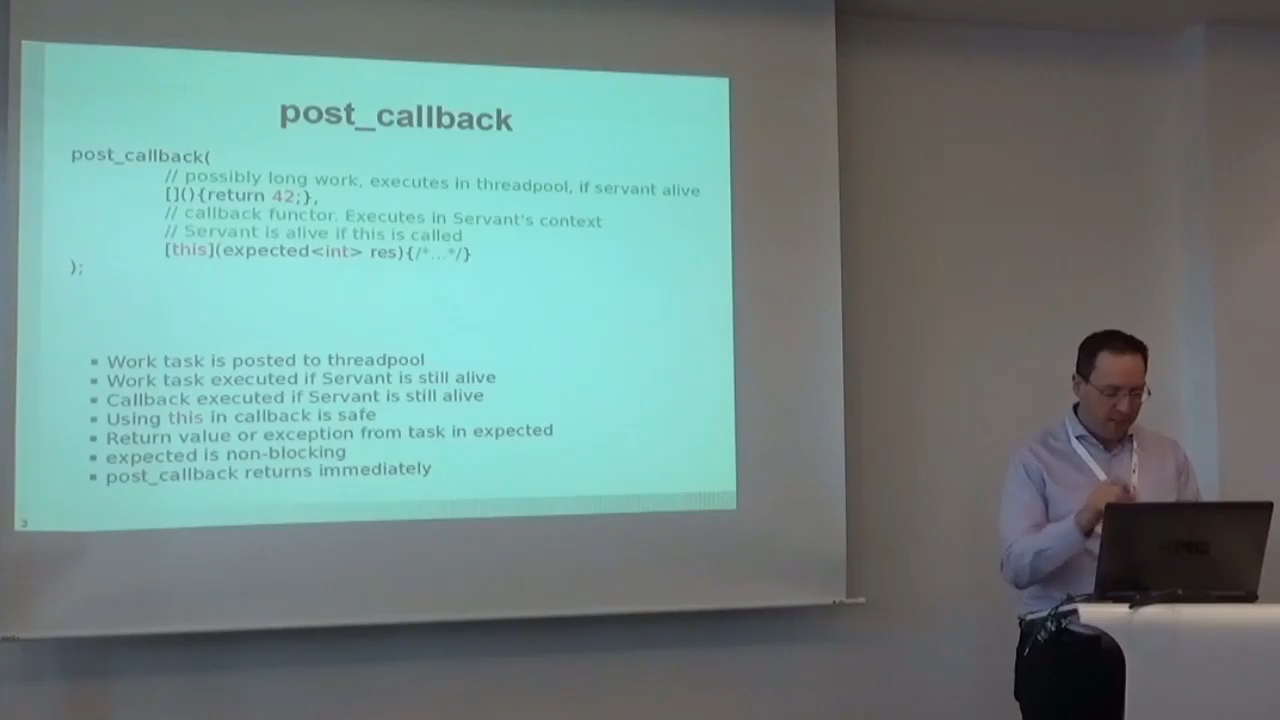 post_callback
post_callback(
// possibly long work, executes in threadpool, if servant alive
[](){return 42;},
// callback functor. Executes in Servant's context
// Servant is alive if this is called
[this](expected<int> res){/*...*/}
);
Work task is posted to threadpool
Work task executed if Servant is still alive
Callback executed if Servant is still alive
Using this in callback is safe
Return value or exception from task in expected
expected is non-blocking
post_callback returns immediately
3